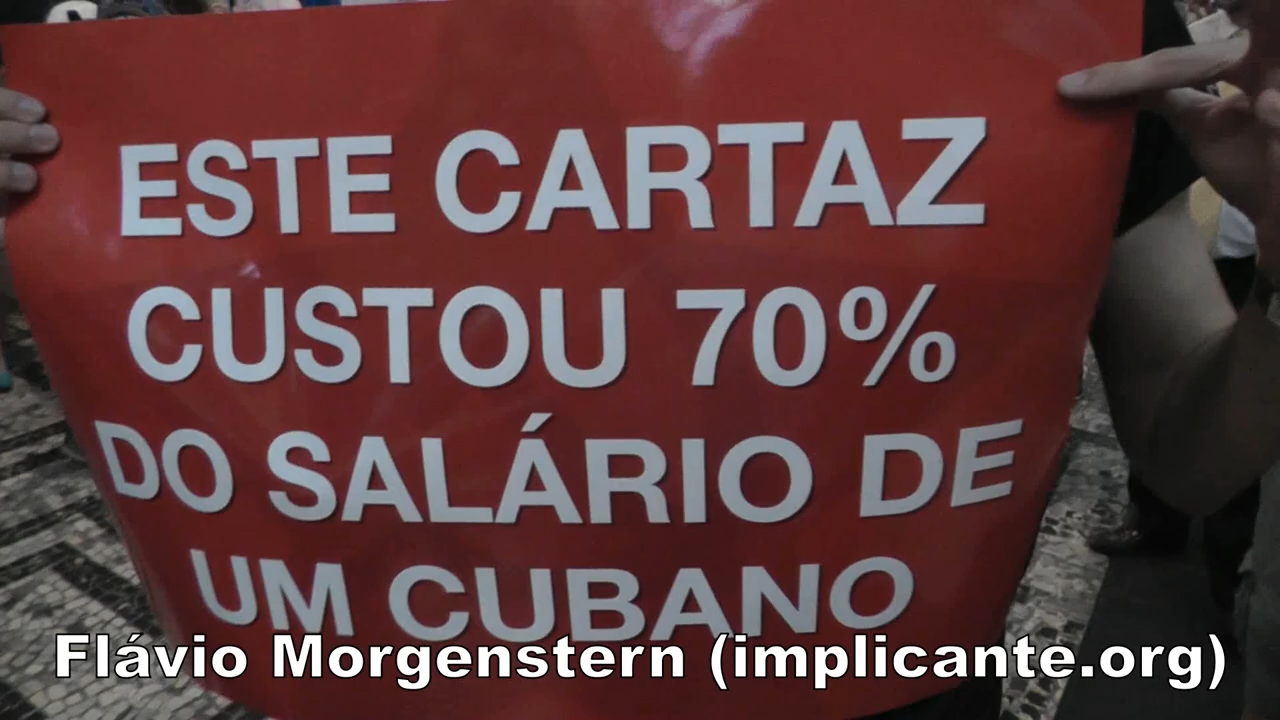 ESTE CARTAZ
CUSTOU 70%
DO SALÁRIO DE
UM CUBANO
Flávio Morgenstern (implicante.org)